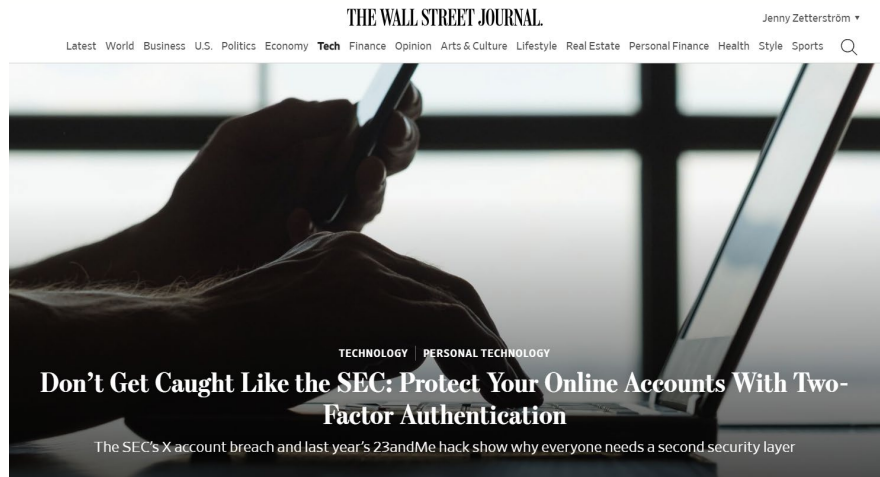 THE WALL STREET JOURNAL.
Jenny Zetterström ▾
Latest World Business U.S. Politics Economy Tech Finance Opinion Arts & Culture Lifestyle Real Estate Personal Finance Health Style Sports
TECHNOLOGY | PERSONAL TECHNOLOGY
Don’t Get Caught Like the SEC: Protect Your Online Accounts With Two-
Factor Authentication
The SEC’s X account breach and last year’s 23andMe hack show why everyone needs a second security layer